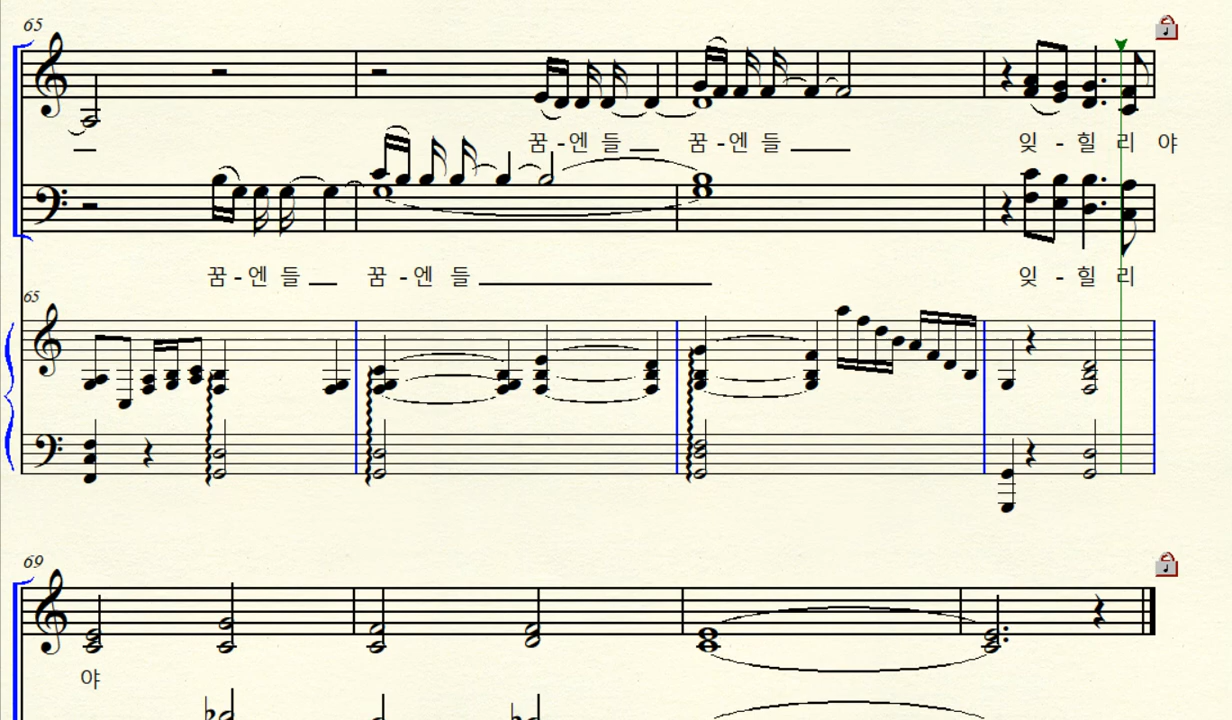 65
꿈-엔 들__ 꿈-엔 들____ 잊 - 힐 리 야
꿈-엔 들__ 꿈-엔 들________ 잊 - 힐 리
65
69
야